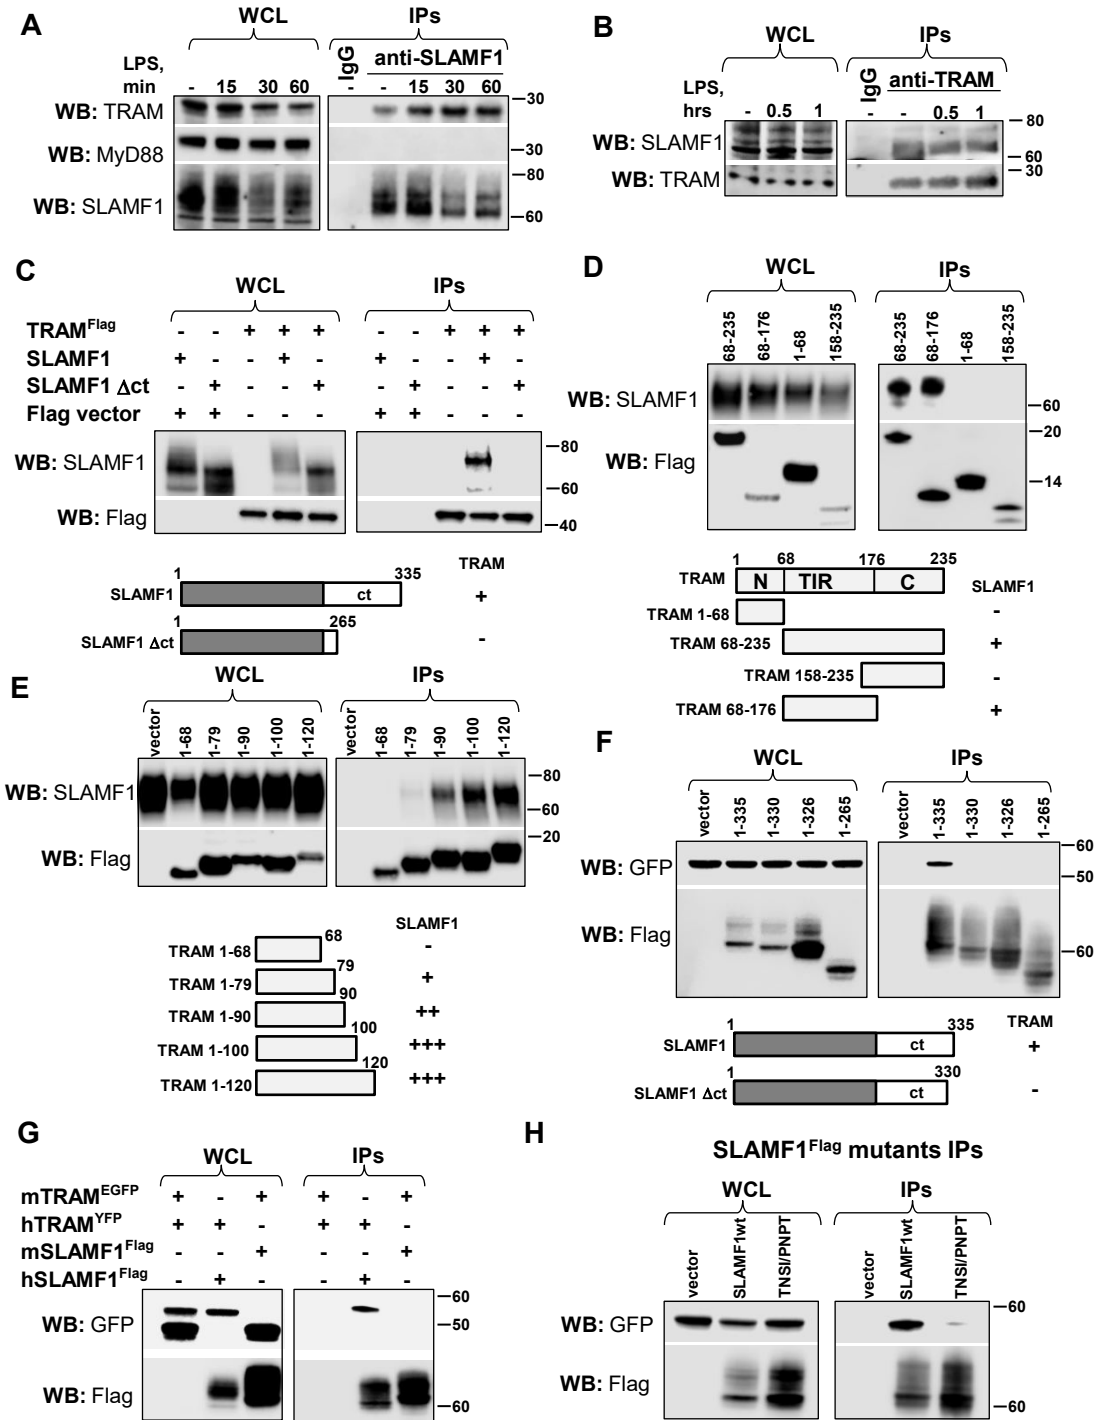 A
WCL IPs
LPS, min
IgG anti-SLAMF1
- 15 30 60 - - 15 30 60
WB: TRAM –30
WB: MyD88 –30
–80
WB: SLAMF1
–60
B
WCL IPs
LPS, hrs
IgG anti-TRAM
- 0.5 1 - - 0.5 1
–80
WB: SLAMF1
–60
–30
WB: TRAM
C
WCL IPs
TRAMFlag - - + + + - - + + +
SLAMF1 + - - + - + - - + -
SLAMF1 Δct - + - - + - + - - +
Flag vector + + - - - + + - - -
–80
WB: SLAMF1
–60
WB: Flag
–40
TRAM
1 335
SLAMF1 ct +
1 265
SLAMF1 Δct -
D
WCL IPs
68-235 68-176 1-68 158-235 68-235 68-176 1-68 158-235
WB: SLAMF1
–60
–20
WB: Flag
–14
1 68 176 235
TRAM N TIR C SLAMF1
TRAM 1-68 -
TRAM 68-235 +
TRAM 158-235 -
TRAM 68-176 +
E
WCL IPs
vector 1-68 1-79 1-90 1-100 1-120 vector 1-68 1-79 1-90 1-100 1-120
–80
WB: SLAMF1
–60
–20
WB: Flag
SLAMF1
68
TRAM 1-68 -
79
TRAM 1-79 +
90
TRAM 1-90 ++
100
TRAM 1-100 +++
120
TRAM 1-120 +++
F
WCL IPs
vector 1-335 1-330 1-326 1-265 vector 1-335 1-330 1-326 1-265
–60
WB: GFP
–50
WB: Flag
–60
1 335 TRAM
SLAMF1 ct +
1 330
SLAMF1 Δct ct -
G
WCL IPs
mTRAMEGFP + - + + - +
hTRAMYFP + + - + + -
mSLAMF1Flag - - + - - +
hSLAMF1Flag - + - - + -
–60
WB: GFP
–50
WB: Flag
–60
H
SLAMF1Flag mutants IPs
WCL IPs
vector SLAMF1wt TNSI/PNPT vector SLAMF1wt TNSI/PNPT
–60
WB: GFP
WB: Flag
–60